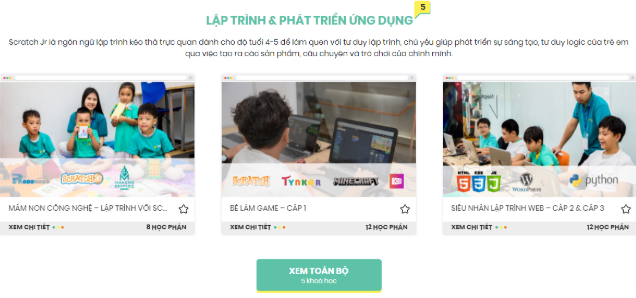 LẬP TRÌNH & PHÁT TRIỂN ỨNG DỤNG
5
Scratch Jr là ngôn ngữ lập trình kéo thả trực quan dành cho độ tuổi 4-5 để làm quen với tư duy lập trình, chủ yếu giúp phát triển sự sáng tạo, tư duy logic của trẻ em
qua việc tạo ra các sản phẩm, câu chuyện và trò chơi của chính mình.
SCRATCH
SCRATCH
Tynker
MINECRAFT
HTML CSS JS
WORDPRESS
python
MẦM NON CÔNG NGHỆ – LẬP TRÌNH VỚI SC...
BÉ LÀM GAME – CẤP 1
SIÊU NHÂN LẬP TRÌNH WEB – CẤP 2 & CẤP 3
XEM CHI TIẾT
8 HỌC PHẦN
XEM CHI TIẾT
12 HỌC PHẦN
XEM CHI TIẾT
12 HỌC PHẦN
XEM TOÀN BỘ
5 khoá học